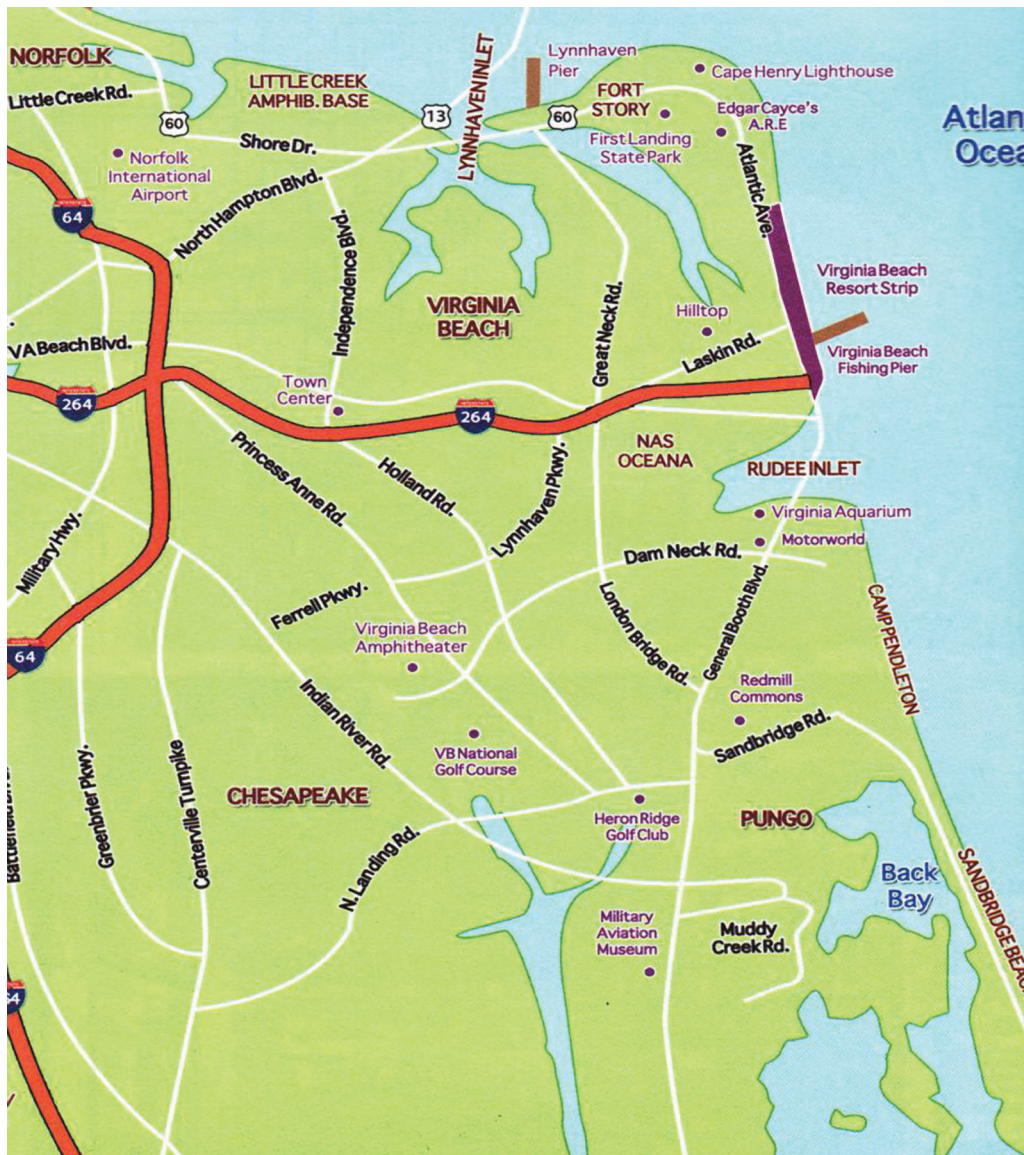 NORFOLK
Little Creek Rd.
LITTLE CREEK
AMPHIB. BASE
LYNNHAVEN INLET
Lynnhaven
Pier
Cape Henry Lighthouse
FORT
STORY
Edgar Cayce's
A.R.E
13
60
60
Shore Dr.
First Landing
State Park
Norfolk
International
Airport
Atlantic Ave.
North Hampton Blvd.
64
Independence Blvd.
VIRGINIA
BEACH
Great Neck Rd.
Hilltop
Laskin Rd.
Virginia Beach
Resort Strip
Virginia Beach
Fishing Pier
VA Beach Blvd.
INTERSTATE
264
Town
Center
INTERSTATE
264
Princess Anne Rd.
Holland Rd.
Lynnhaven Pkwy.
NAS
OCEANA
RUDEE INLET
Virginia Aquarium
Motorworld
Military Hwy.
Dam Neck Rd.
Ferrell Pkwy.
London Bridge Rd.
General Booth Blvd.
CAMP PENDLETON
64
Virginia Beach
Amphitheater
Indian River Rd.
Redmill
Commons
Sandbridge Rd.
VB National
Golf Course
Greenbrier Pkwy.
Centerville Turnpike
CHESAPEAKE
Heron Ridge
Golf Club
PUNGO
N. Landing Rd.
Back
Bay
SANDBRIDGE BEAC
Military
Aviation
Museum
Muddy
Creek Rd.
64
Atlan
Ocea